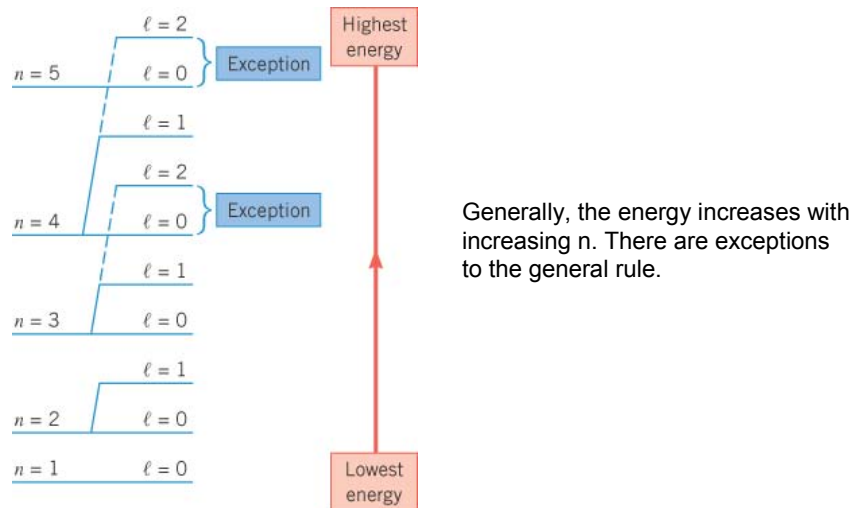 ℓ = 2
Highest
energy
Exception
n = 5
ℓ = 0
ℓ = 1
ℓ = 2
Exception
n = 4
ℓ = 0
Generally, the energy increases with
increasing n. There are exceptions
to the general rule.
ℓ = 1
n = 3
ℓ = 0
ℓ = 1
n = 2
ℓ = 0
n = 1
ℓ = 0
Lowest
energy